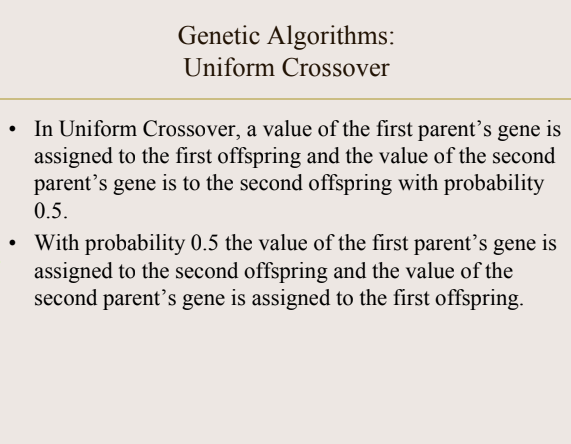 Genetic Algorithms:
Uniform Crossover
• In Uniform Crossover, a value of the first parent’s gene is
assigned to the first offspring and the value of the second
parent’s gene is to the second offspring with probability
0.5.
• With probability 0.5 the value of the first parent’s gene is
assigned to the second offspring and the value of the
second parent’s gene is assigned to the first offspring.